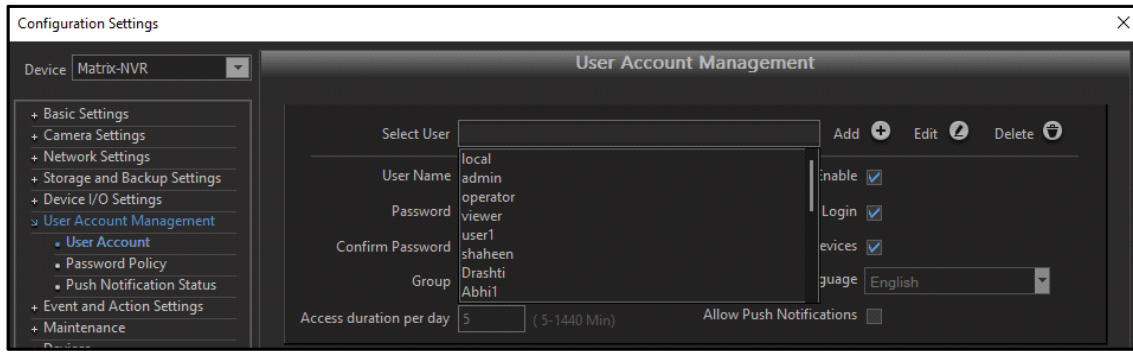 Configuration Settings
Device Matrix-NVR
User Account Management
+ Basic Settings
+ Camera Settings
+ Network Settings
+ Storage and Backup Settings
+ Device I/O Settings
User Account Management
User Account
Password Policy
Push Notification Status
+ Event and Action Settings
+ Maintenance
Select User Add Edit Delete
local
User Name admin Enable
operator
Password viewer Login
user1
Confirm Password shaheen
Drashti
Group Abhi1 English
Access duration per day 5 ( 5-1440 Min) Allow Push Notifications